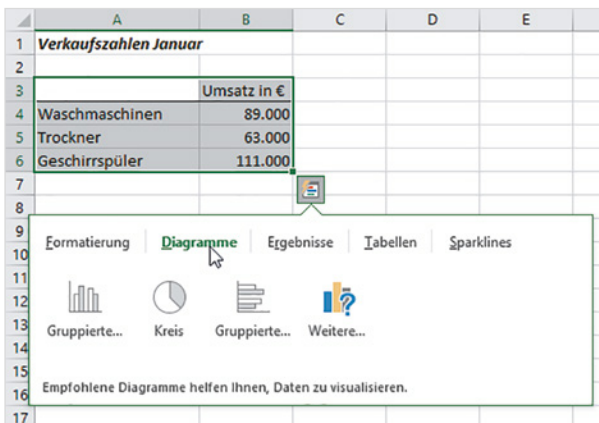 A B C D E
1 Verkaufszahlen Januar
2
3 Umsatz in €
4 Waschmaschinen 89.000
5 Trockner 63.000
6 Geschirrspüler 111.000
7
8
9
Formatierung Diagramme Ergebnisse Tabellen Sparklines
10
11
12
13 Gruppierte... Kreis Gruppierte... Weitere...
14
15
16 Empfohlene Diagramme helfen Ihnen, Daten zu visualisieren.
17